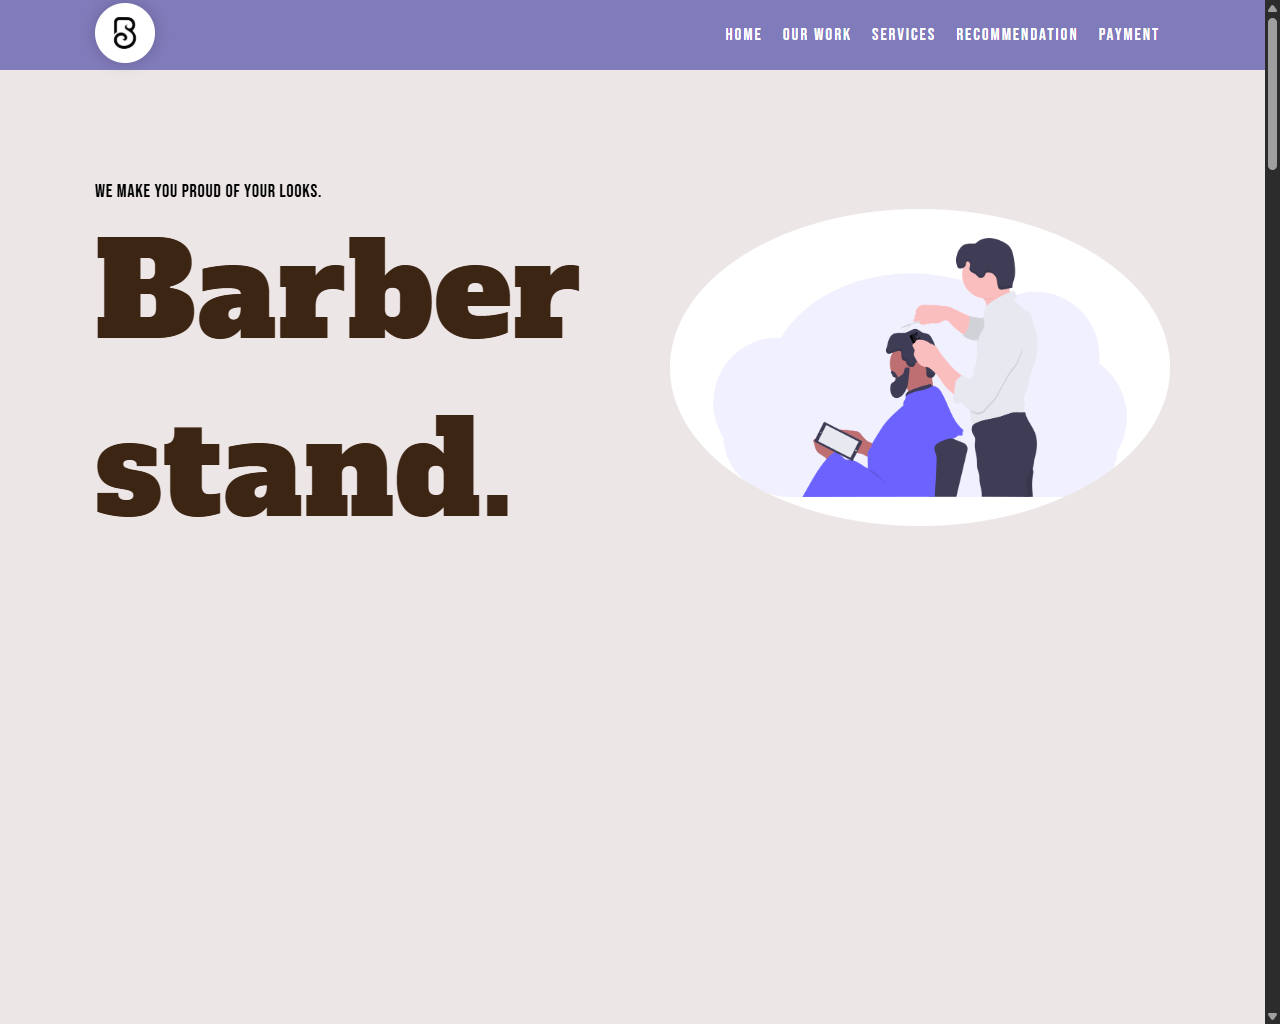 B
HOME OUR WORK SERVICES RECOMMENDATION PAYMENT
WE MAKE YOU PROUD OF YOUR LOOKS.
Barber
stand.